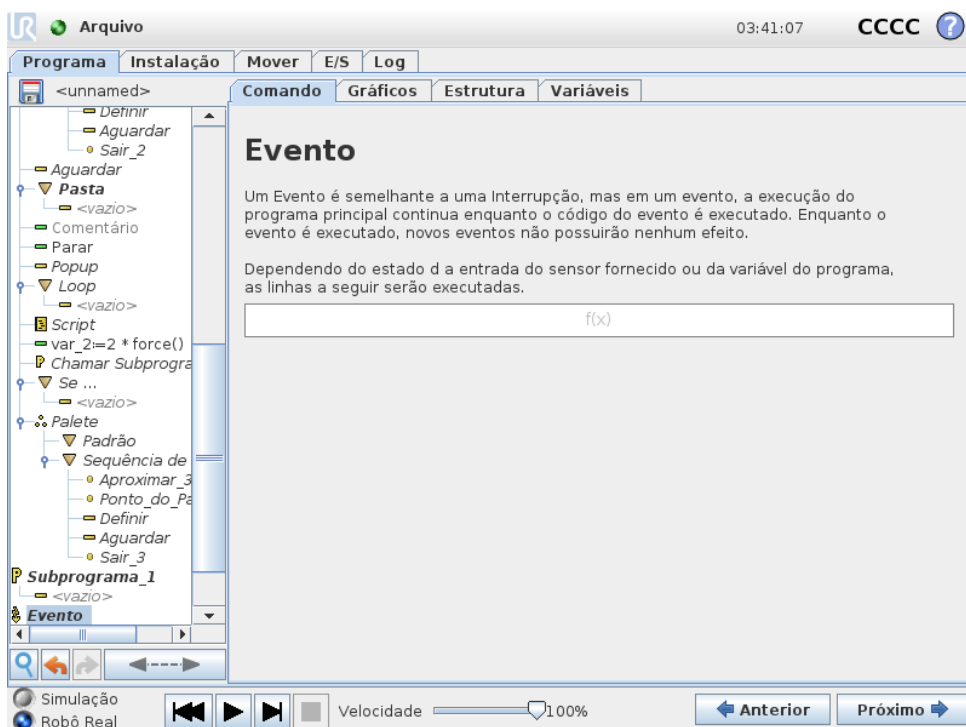 UR Arquivo 03:41:07 CCCC ?
Programa Instalação Mover E/S Log
<unnamed>
Comando Gráficos Estrutura Variáveis
Definir
Aguardar
Sair_2
Aguardar
Pasta
<vazio>
Comentário
Parar
Popup
Loop
<vazio>
Script
var_2:=2 * force()
P Chamar Subprogra
Se ...
<vazio>
Palete
Padrão
Sequência de
Aproximar_3
Ponto_do_Pa
Definir
Aguardar
Sair_3
P Subprograma_1
<vazio>
Evento
Evento
Um Evento é semelhante a uma Interrupção, mas em um evento, a execução do
programa principal continua enquanto o código do evento é executado. Enquanto o
evento é executado, novos eventos não possuirão nenhum efeito.
Dependendo do estado d a entrada do sensor fornecido ou da variável do programa,
as linhas a seguir serão executadas.
f(x)
Simulação
Robô Real
Velocidade 100%
Anterior Próximo